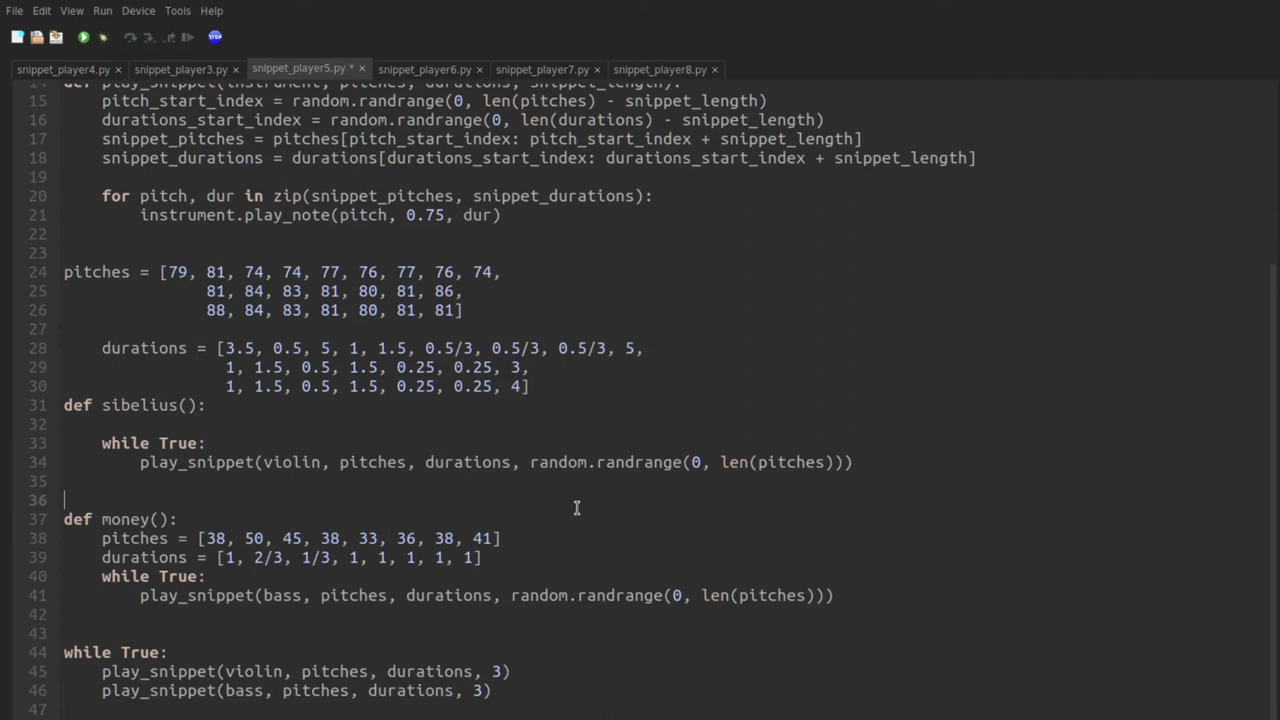 File Edit View Run Device Tools Help
snippet_player4.py × snippet_player3.py × snippet_player5.py * × snippet_player6.py × snippet_player7.py × snippet_player8.py ×
14 def play_snippet(instrument, pitches, durations, snippet_length):
15 pitch_start_index = random.randrange(0, len(pitches) - snippet_length)
16 durations_start_index = random.randrange(0, len(durations) - snippet_length)
17 snippet_pitches = pitches[pitch_start_index: pitch_start_index + snippet_length]
18 snippet_durations = durations[durations_start_index: durations_start_index + snippet_length]
19
20 for pitch, dur in zip(snippet_pitches, snippet_durations):
21 instrument.play_note(pitch, 0.75, dur)
22
23
24 pitches = [79, 81, 74, 74, 77, 76, 77, 76, 74,
25 81, 84, 83, 81, 80, 81, 86,
26 88, 84, 83, 81, 80, 81, 81]
27
28 durations = [3.5, 0.5, 5, 1, 1.5, 0.5/3, 0.5/3, 0.5/3, 5,
29 1, 1.5, 0.5, 1.5, 0.25, 0.25, 3,
30 1, 1.5, 0.5, 1.5, 0.25, 0.25, 4]
31 def sibelius():
32
33 while True:
34 play_snippet(violin, pitches, durations, random.randrange(0, len(pitches)))
35
36
37 def money():
38 pitches = [38, 50, 45, 38, 33, 36, 38, 41]
39 durations = [1, 2/3, 1/3, 1, 1, 1, 1, 1]
40 while True:
41 play_snippet(bass, pitches, durations, random.randrange(0, len(pitches)))
42
43
44 while True:
45 play_snippet(violin, pitches, durations, 3)
46 play_snippet(bass, pitches, durations, 3)
47